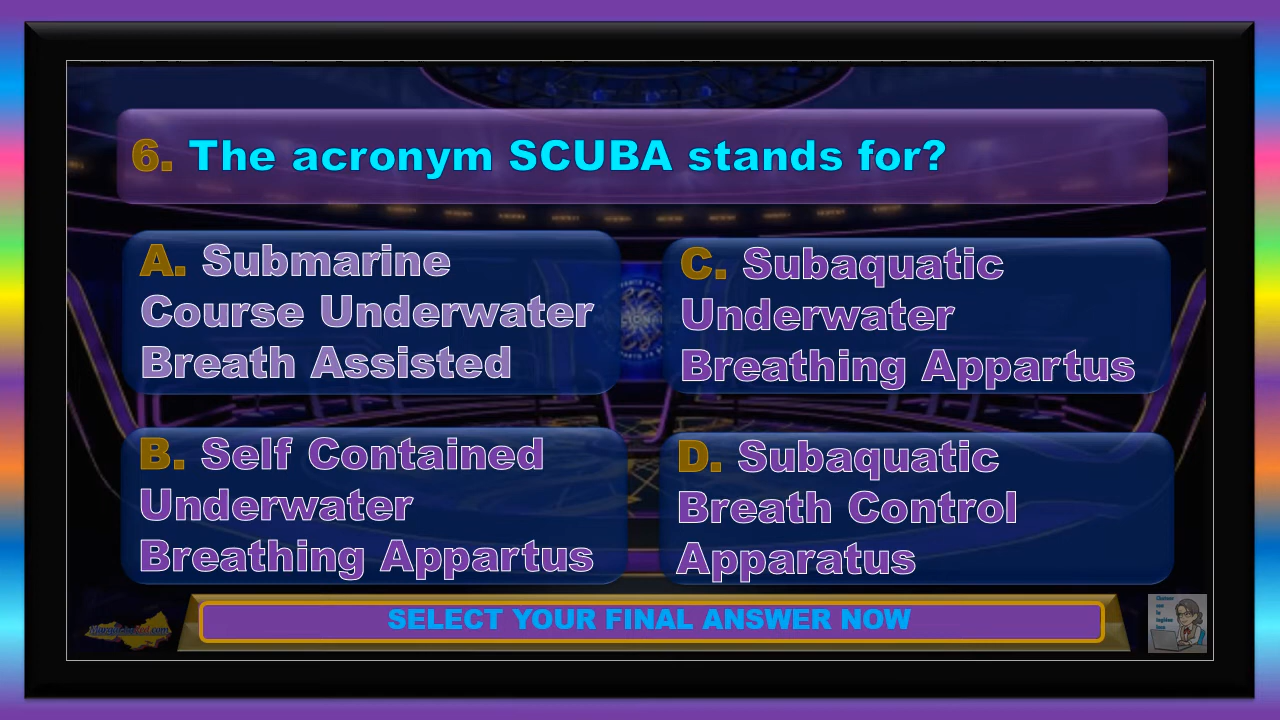 6. The acronym SCUBA stands for?
A. Submarine
Course Underwater
Breath Assisted
B. Self Contained
Underwater
Breathing Appartus
C. Subaquatic
Underwater
Breathing Appartus
D. Subaquatic
Breath Control
Apparatus
SELECT YOUR FINAL ANSWER NOW